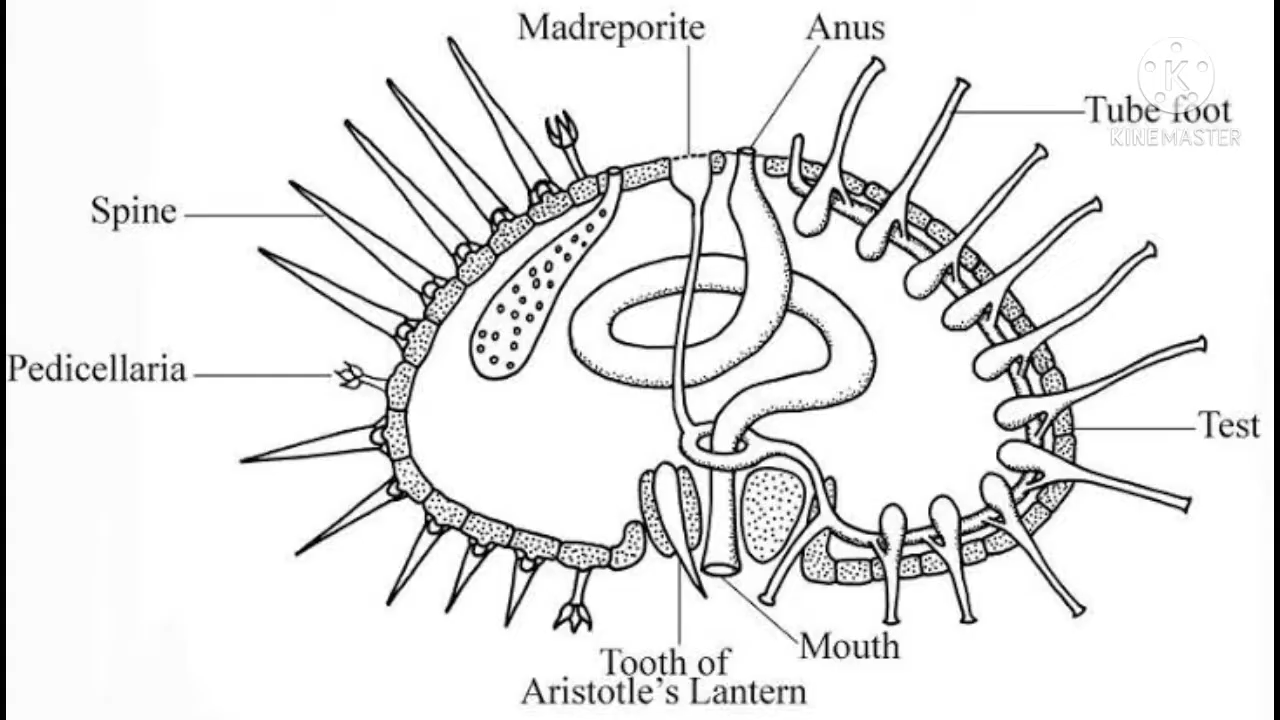 Madreporite
Anus
K
Tube foot
KINEMASTER
Spine
Pedicellaria
Test
Mouth
Tooth of
Aristotle's Lantern